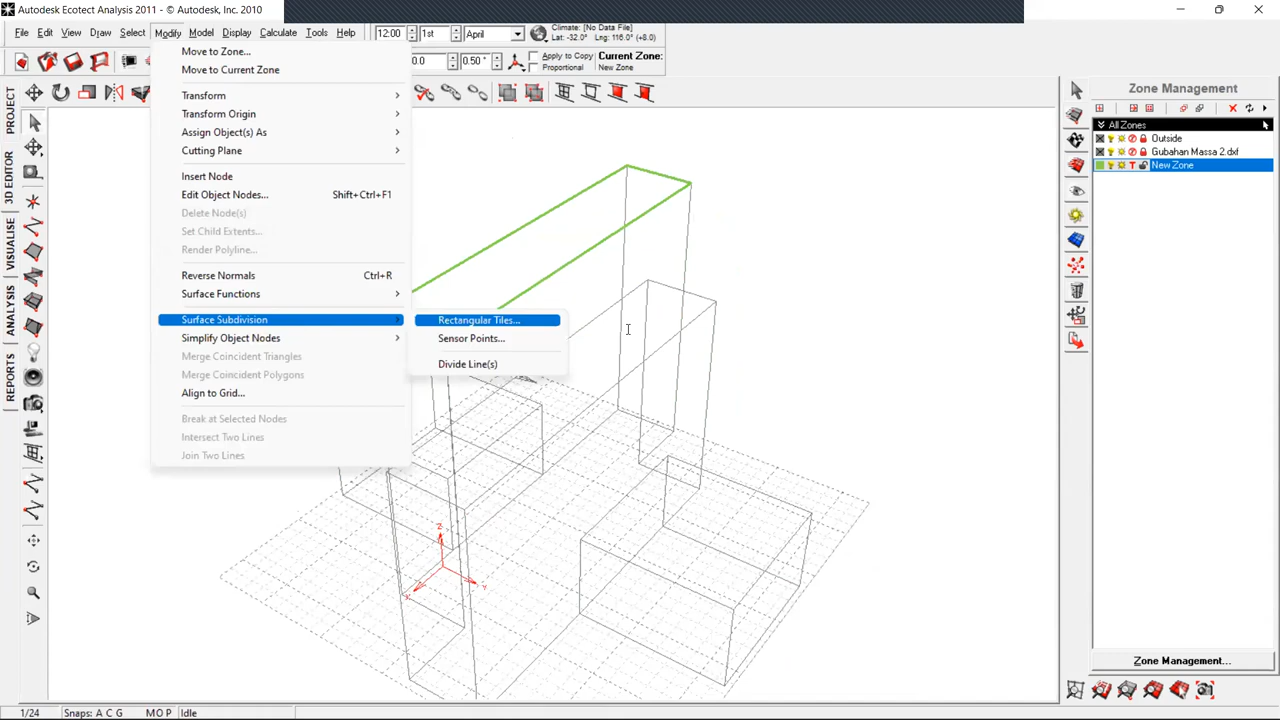 Autodesk Ecotect Analysis 2011 - © Autodesk, Inc. 2010
File Edit View Draw Select Modify Model Display Calculate Tools Help
12:00 1st April
Climate: [No Data File]
Lat: -32.0° Lng: 116.0° (+8.0)
0.0 0.50 °
Apply to Copy
Proportional
Current Zone:
New Zone
PROJECT
3D EDITOR
VISUALISE
ANALYSIS
REPORTS
Move to Zone...
Move to Current Zone
Transform
Transform Origin
Assign Object(s) As
Cutting Plane
Insert Node
Edit Object Nodes... Shift+Ctrl+F1
Delete Node(s)
Set Child Extents...
Render Polyline...
Reverse Normals Ctrl+R
Surface Functions
Surface Subdivision
Simplify Object Nodes
Merge Coincident Triangles
Merge Coincident Polygons
Align to Grid...
Break at Selected Nodes
Intersect Two Lines
Join Two Lines
Rectangular Tiles...
Sensor Points...
Divide Line(s)
Z
X
Y
Zone Management
All Zones
Outside
Gubahan Massa 2.dxf
New Zone
Zone Management...
1/24 Snaps: A C G M O P Idle